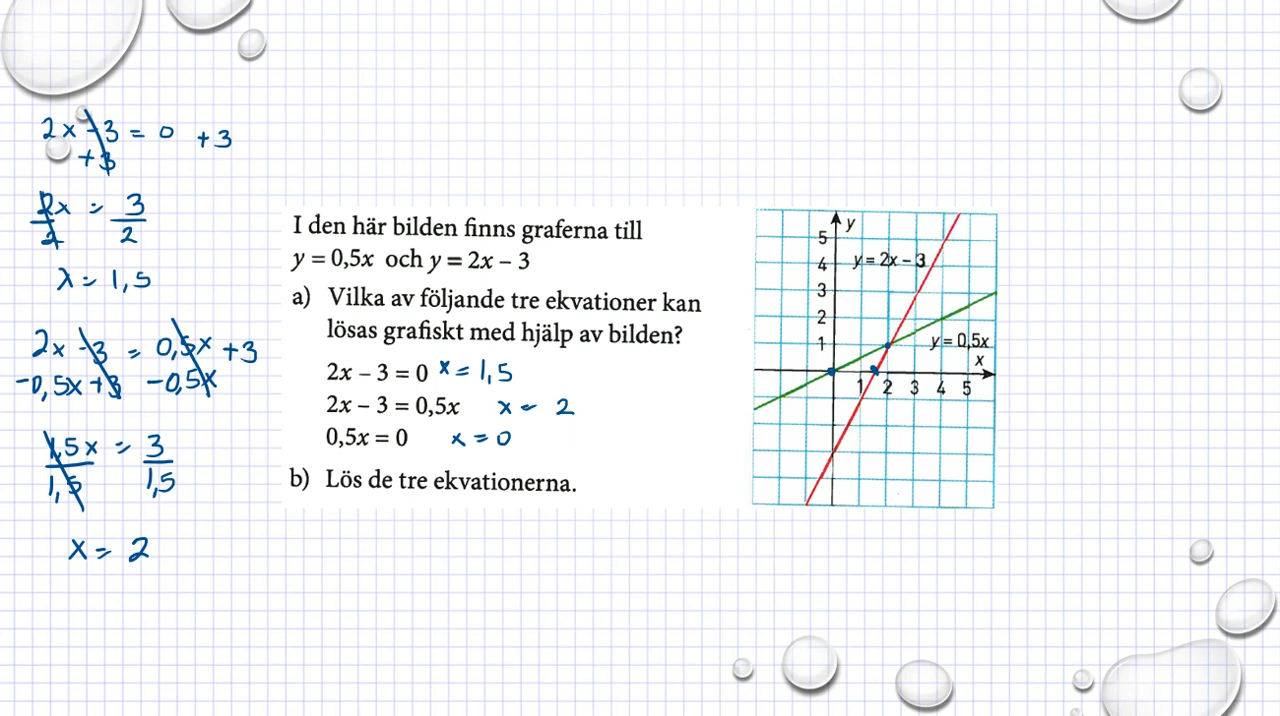 2x - 3 = 0 + 3
+3
2x = 3
2 2
x = 1,5
2x - 3 = 0,5x + 3
-0,5x + 3 -0,5x
1,5x = 3
1,5 1,5
x = 2
I den här bilden finns graferna till
y = 0,5x och y = 2x – 3
a) Vilka av följande tre ekvationer kan
lösas grafiskt med hjälp av bilden?
2x – 3 = 0 x = 1,5
2x – 3 = 0,5x x = 2
0,5x = 0 x = 0
b) Lös de tre ekvationerna.
y
5
y = 2x – 3
4
3
2
1
y = 0,5x
x
1 2 3 4 5